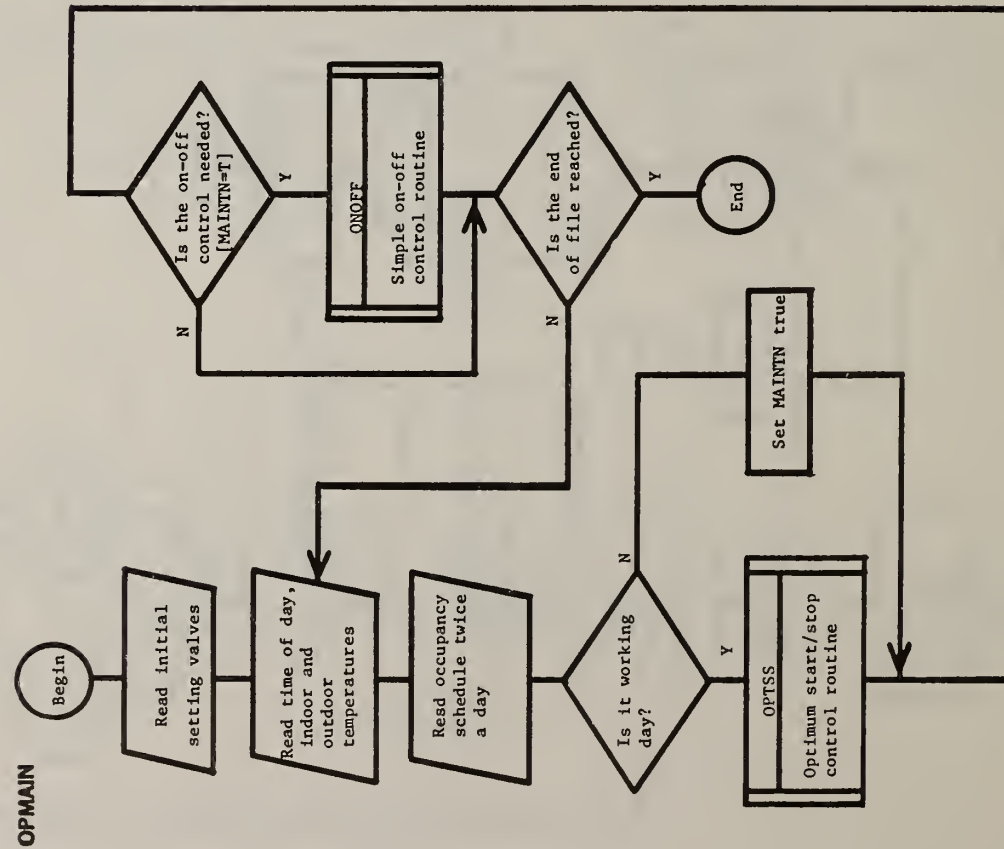 OPMAIN
Begin
Read initial
setting valves
Read time of day,
indoor and
outdoor
temperatures
Resd occupancy
schedule twice
a day
Is it working
day?
Y
N
OPTSS
Optimum start/stop
control routine
Set MAINTN true
Is the on-off
control needed?
[MAINTN=T]
N
Y
ONOFF
Simple on-off
control routine
Is the end
of file reached?
N
Y
End